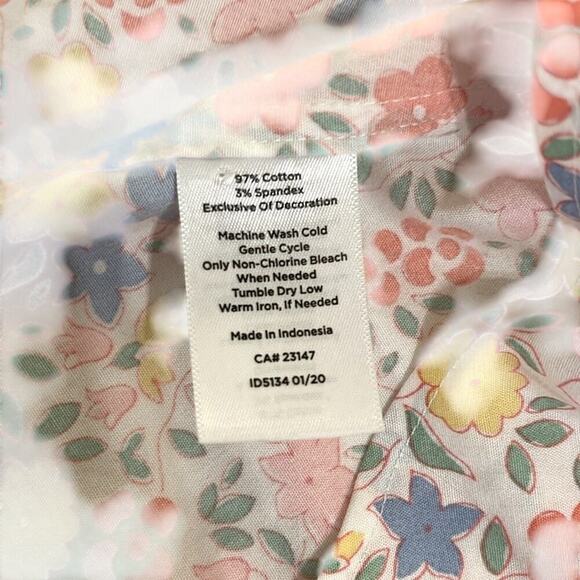 97% Cotton
3% Spandex
Exclusive Of Decoration
Machine Wash Cold
Gentle Cycle
Only Non-Chlorine Bleach
When Needed
Tumble Dry Low
Warm Iron, If Needed
Made in Indonesia
CA# 23147
ID5134 01/20